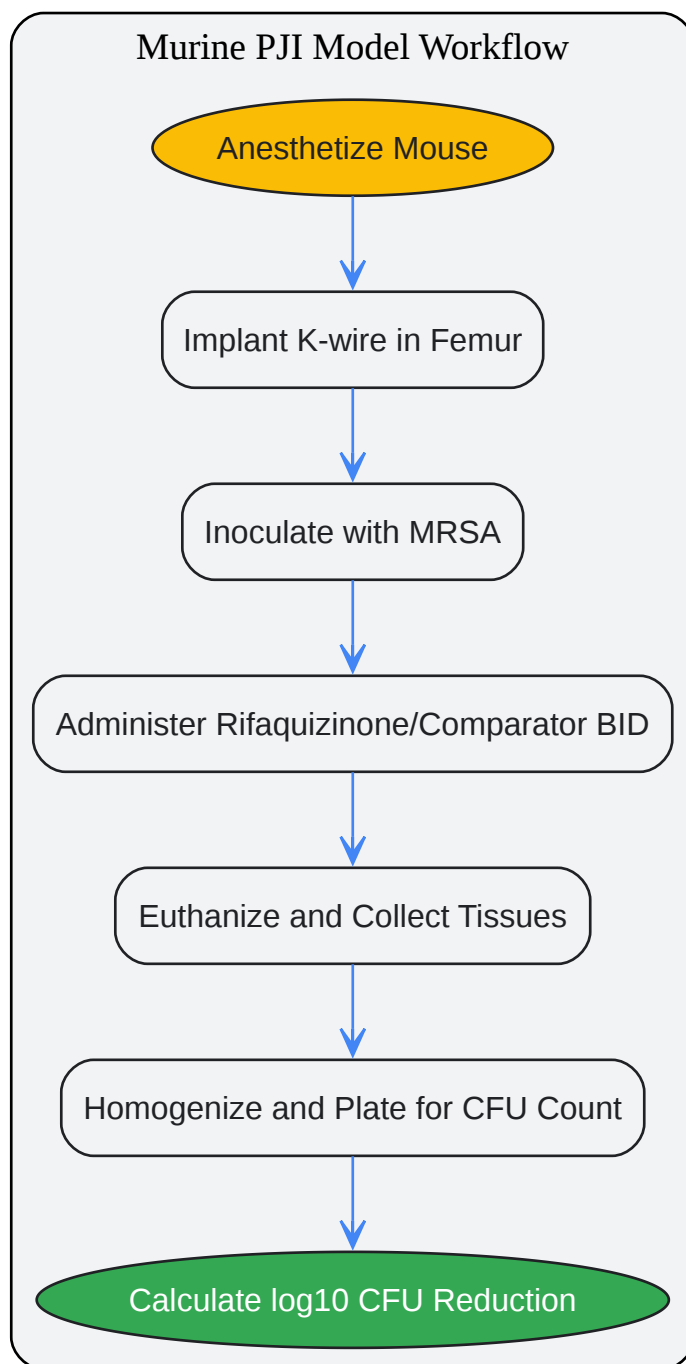 Murine PJI Model Workflow
Anesthetize Mouse
Implant K-wire in Femur
Inoculate with MRSA
Administer Rifaquizinone/Comparator BID
Euthanize and Collect Tissues
Homogenize and Plate for CFU Count
Calculate log10 CFU Reduction